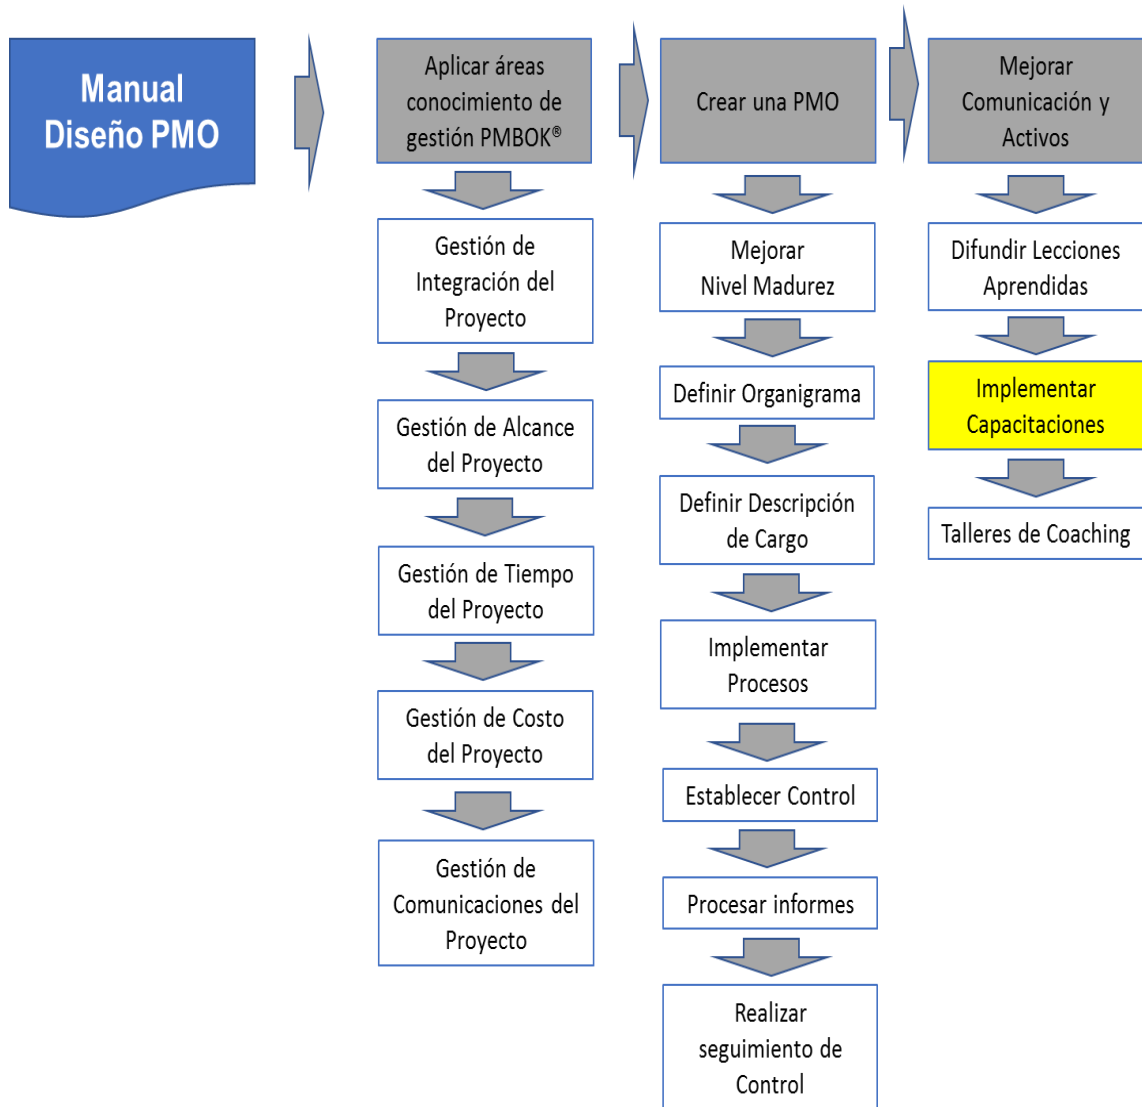 Manual
Diseño PMO
Aplicar áreas
conocimiento de
gestión PMBOK®
Crear una PMO
Mejorar
Comunicación y
Activos
Gestión de
Integración del
Proyecto
Gestión de Alcance
del Proyecto
Gestión de Tiempo
del Proyecto
Gestión de Costo
del Proyecto
Gestión de
Comunicaciones del
Proyecto
Mejorar
Nivel Madurez
Definir Organigrama
Definir Descripción
de Cargo
Implementar
Procesos
Establecer Control
Procesar informes
Realizar
seguimiento de
Control
Difundir Lecciones
Aprendidas
Implementar
Capacitaciones
Talleres de Coaching